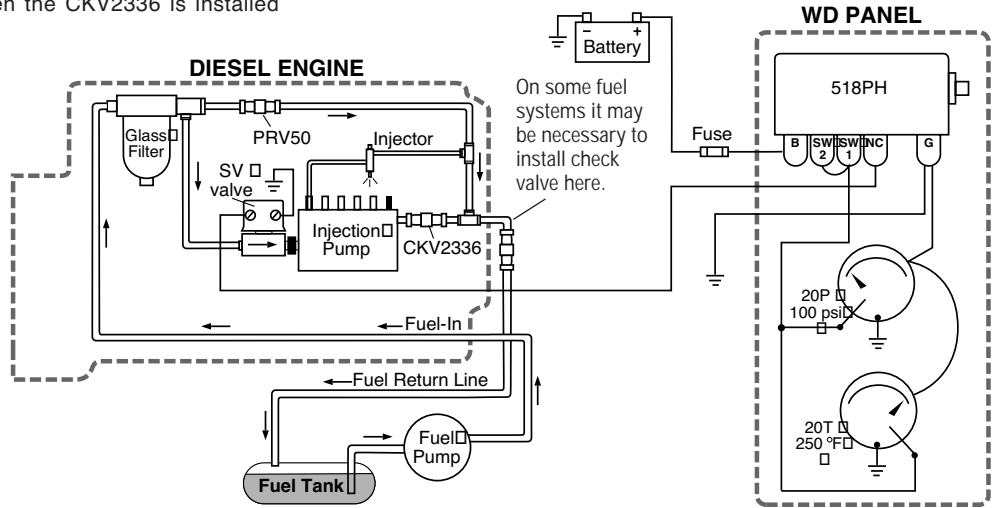 en the CKV2336 is installed
WD PANEL
- +
Battery
DIESEL ENGINE
518PH
On some fuel
systems it may
be necessary to
install check
valve here.
PRV50
Glass
Filter
Injector
Fuse
B
SW
2
SW
1
NC
G
SV
valve
Injection
Pump
CKV2336
20P
100 psi
Fuel-In
Fuel Return Line
20T
250 °F
Fuel
Pump
Fuel Tank